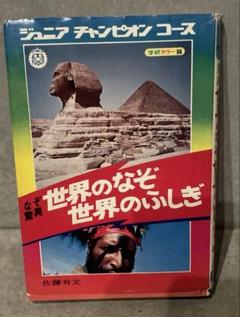 ジュニア チャンピオン コース
学研カラー版
なぞ
驚異
世界のなぞ
世界のふしぎ
佐藤有文